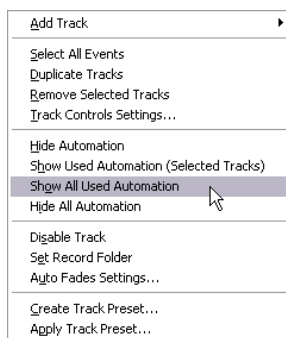 Add Track
Select All Events
Duplicate Tracks
Remove Selected Tracks
Track Controls Settings...
Hide Automation
Show Used Automation (Selected Tracks)
Show All Used Automation
Hide All Automation
Disable Track
Set Record Folder
Auto Fades Settings...
Create Track Preset...
Apply Track Preset...